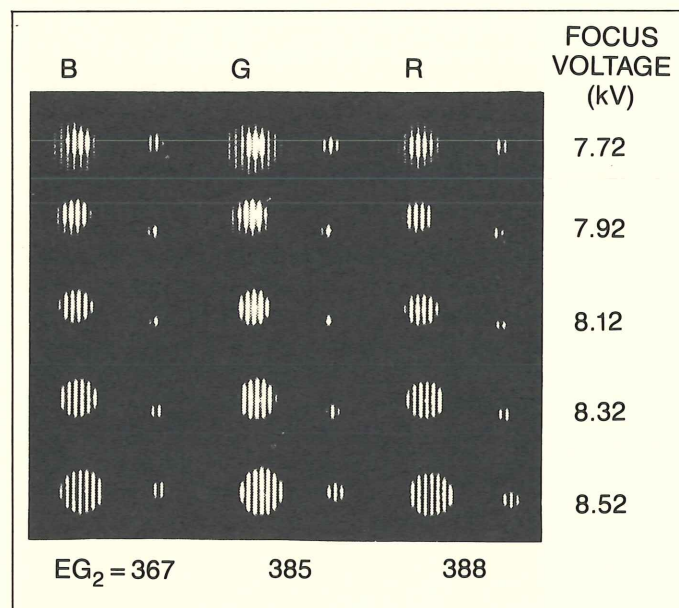 FOCUS
VOLTAGE
(kV)
B G R
7.72
7.92
8.12
8.32
8.52
EG₂ = 367 385 388